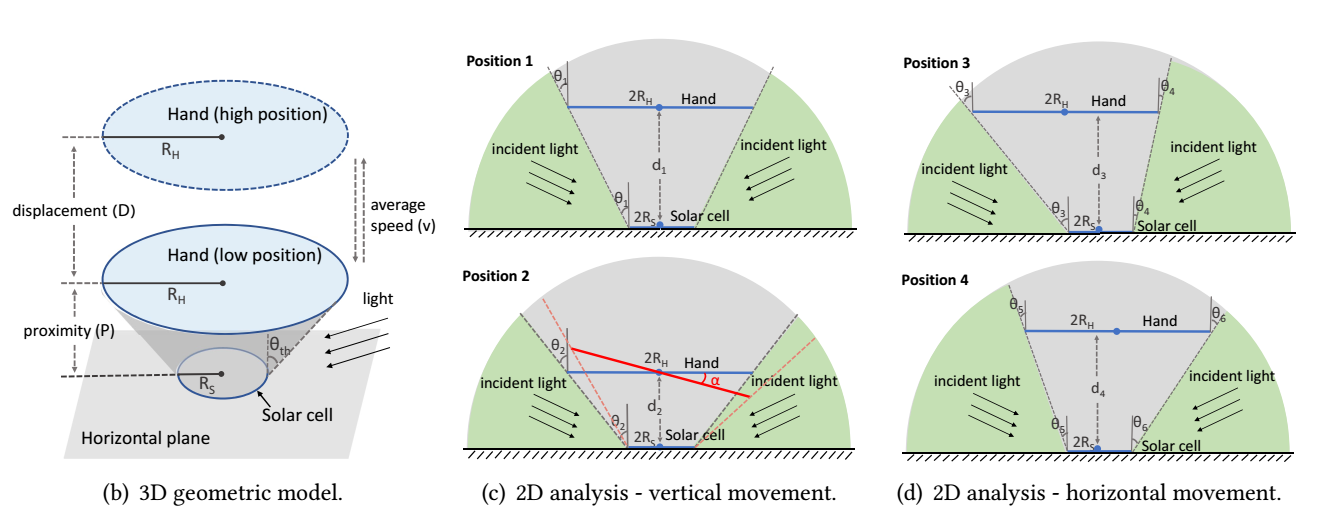 Hand (high position)
R_H
displacement (D)
average
speed (v)
Hand (low position)
R_H
proximity (P)
light
θ_th
R_S
Solar cell
Horizontal plane
(b) 3D geometric model.
Position 1
θ_1
2R_H Hand
incident light
d_1
incident light
θ_1
2R_S Solar cell
Position 2
θ_2
2R_H Hand
α
incident light
d_2
incident light
θ_2
2R_S Solar cell
(c) 2D analysis - vertical movement.
Position 3
θ_3
2R_H Hand
θ_4
incident light
d_3
incident light
θ_3
2R_S
θ_4
Solar cell
Position 4
θ_5
2R_H Hand
θ_6
incident light
d_4
incident light
θ_5
2R_S
θ_6
Solar cell
(d) 2D analysis - horizontal movement.